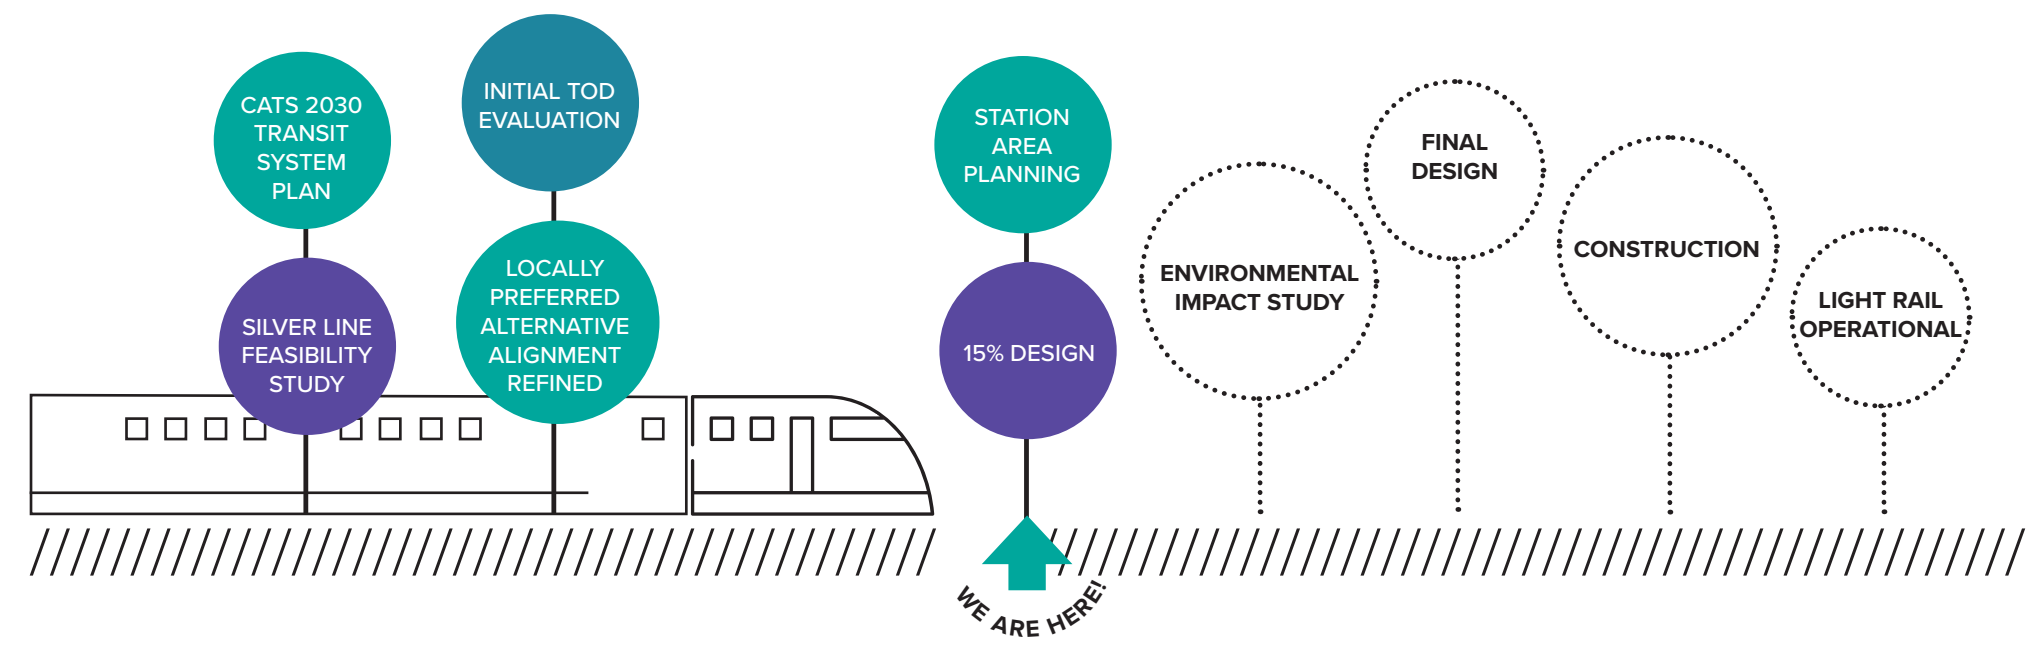 CATS 2030
TRANSIT
SYSTEM
PLAN
SILVER LINE
FEASIBILITY
STUDY
INITIAL TOD
EVALUATION
LOCALLY
PREFERRED
ALTERNATIVE
ALIGNMENT
REFINED
STATION
AREA
PLANNING
15% DESIGN
WE ARE HERE!
ENVIRONMENTAL
IMPACT STUDY
FINAL
DESIGN
CONSTRUCTION
LIGHT RAIL
OPERATIONAL